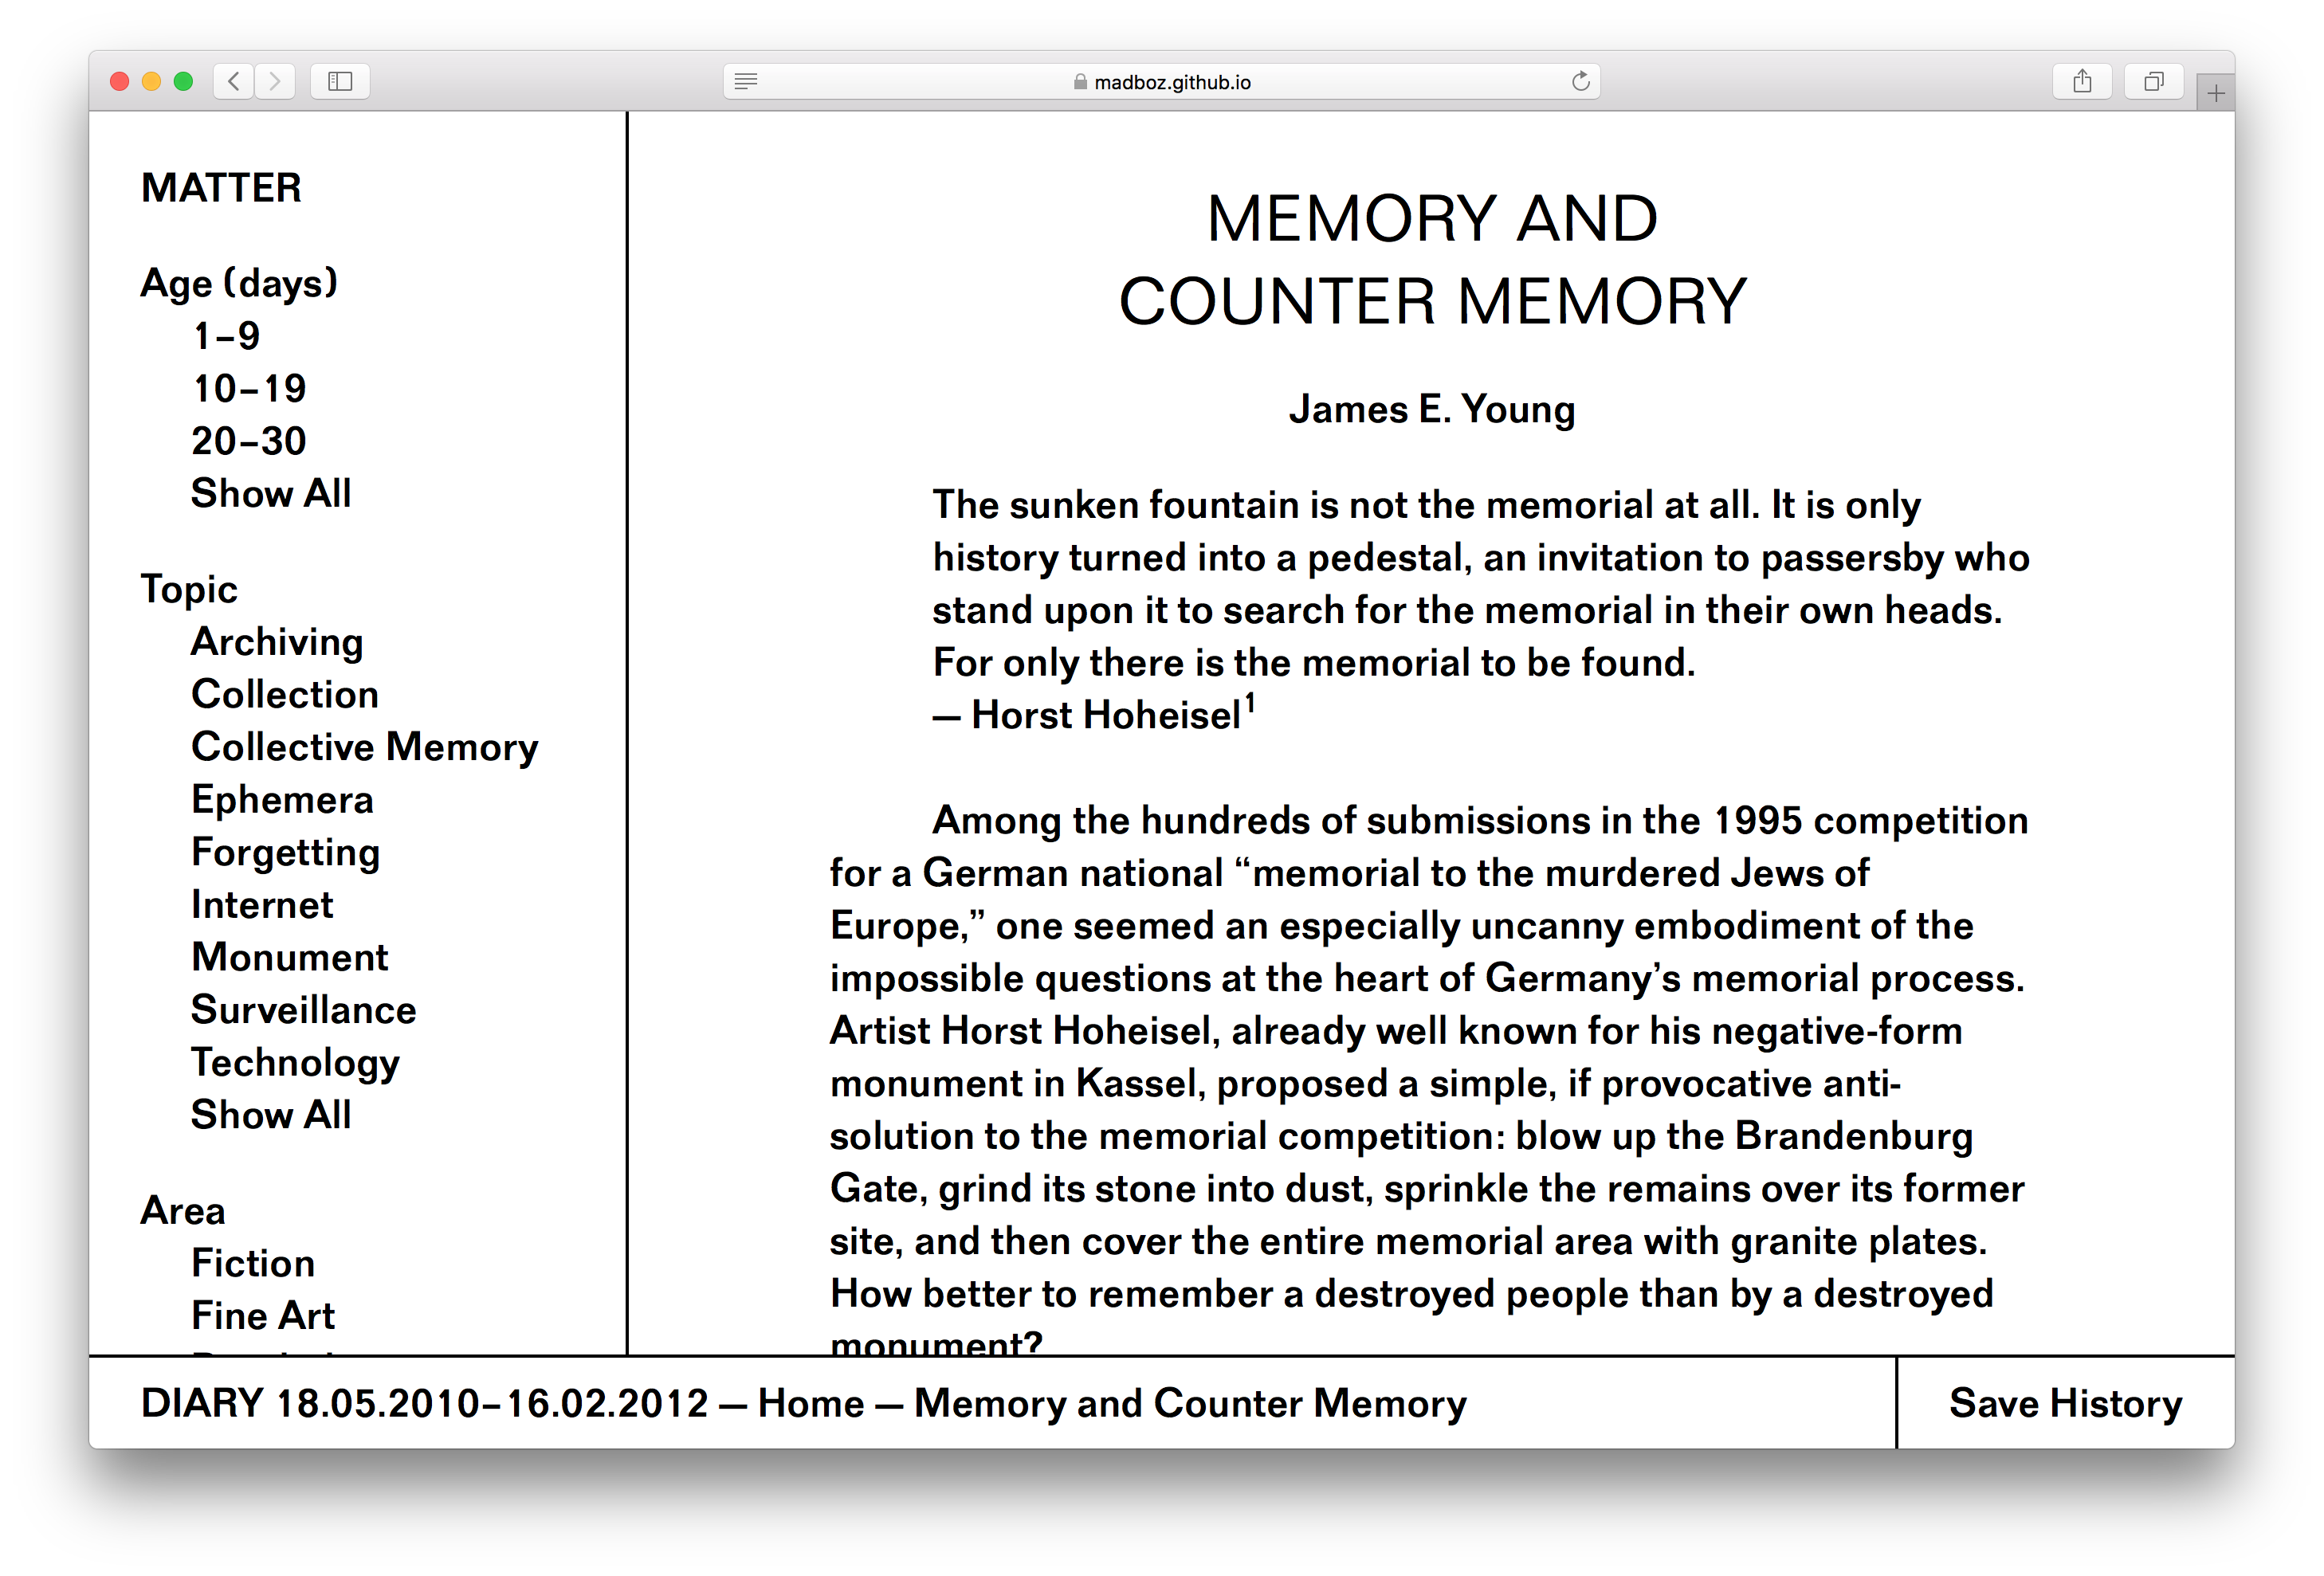 madboz.github.io
MATTER
Age (days)
1–9
10–19
20–30
Show All
Topic
Archiving
Collection
Collective Memory
Ephemera
Forgetting
Internet
Monument
Surveillance
Technology
Show All
Area
Fiction
Fine Art
MEMORY AND
COUNTER MEMORY
James E. Young
The sunken fountain is not the memorial at all. It is only
history turned into a pedestal, an invitation to passersby who
stand upon it to search for the memorial in their own heads.
For only there is the memorial to be found.
— Horst Hoheisel¹
Among the hundreds of submissions in the 1995 competition
for a German national “memorial to the murdered Jews of
Europe,” one seemed an especially uncanny embodiment of the
impossible questions at the heart of Germany’s memorial process.
Artist Horst Hoheisel, already well known for his negative-form
monument in Kassel, proposed a simple, if provocative anti-
solution to the memorial competition: blow up the Brandenburg
Gate, grind its stone into dust, sprinkle the remains over its former
site, and then cover the entire memorial area with granite plates.
How better to remember a destroyed people than by a destroyed
monument?
DIARY 18.05.2010–16.02.2012 — Home — Memory and Counter Memory
Save History